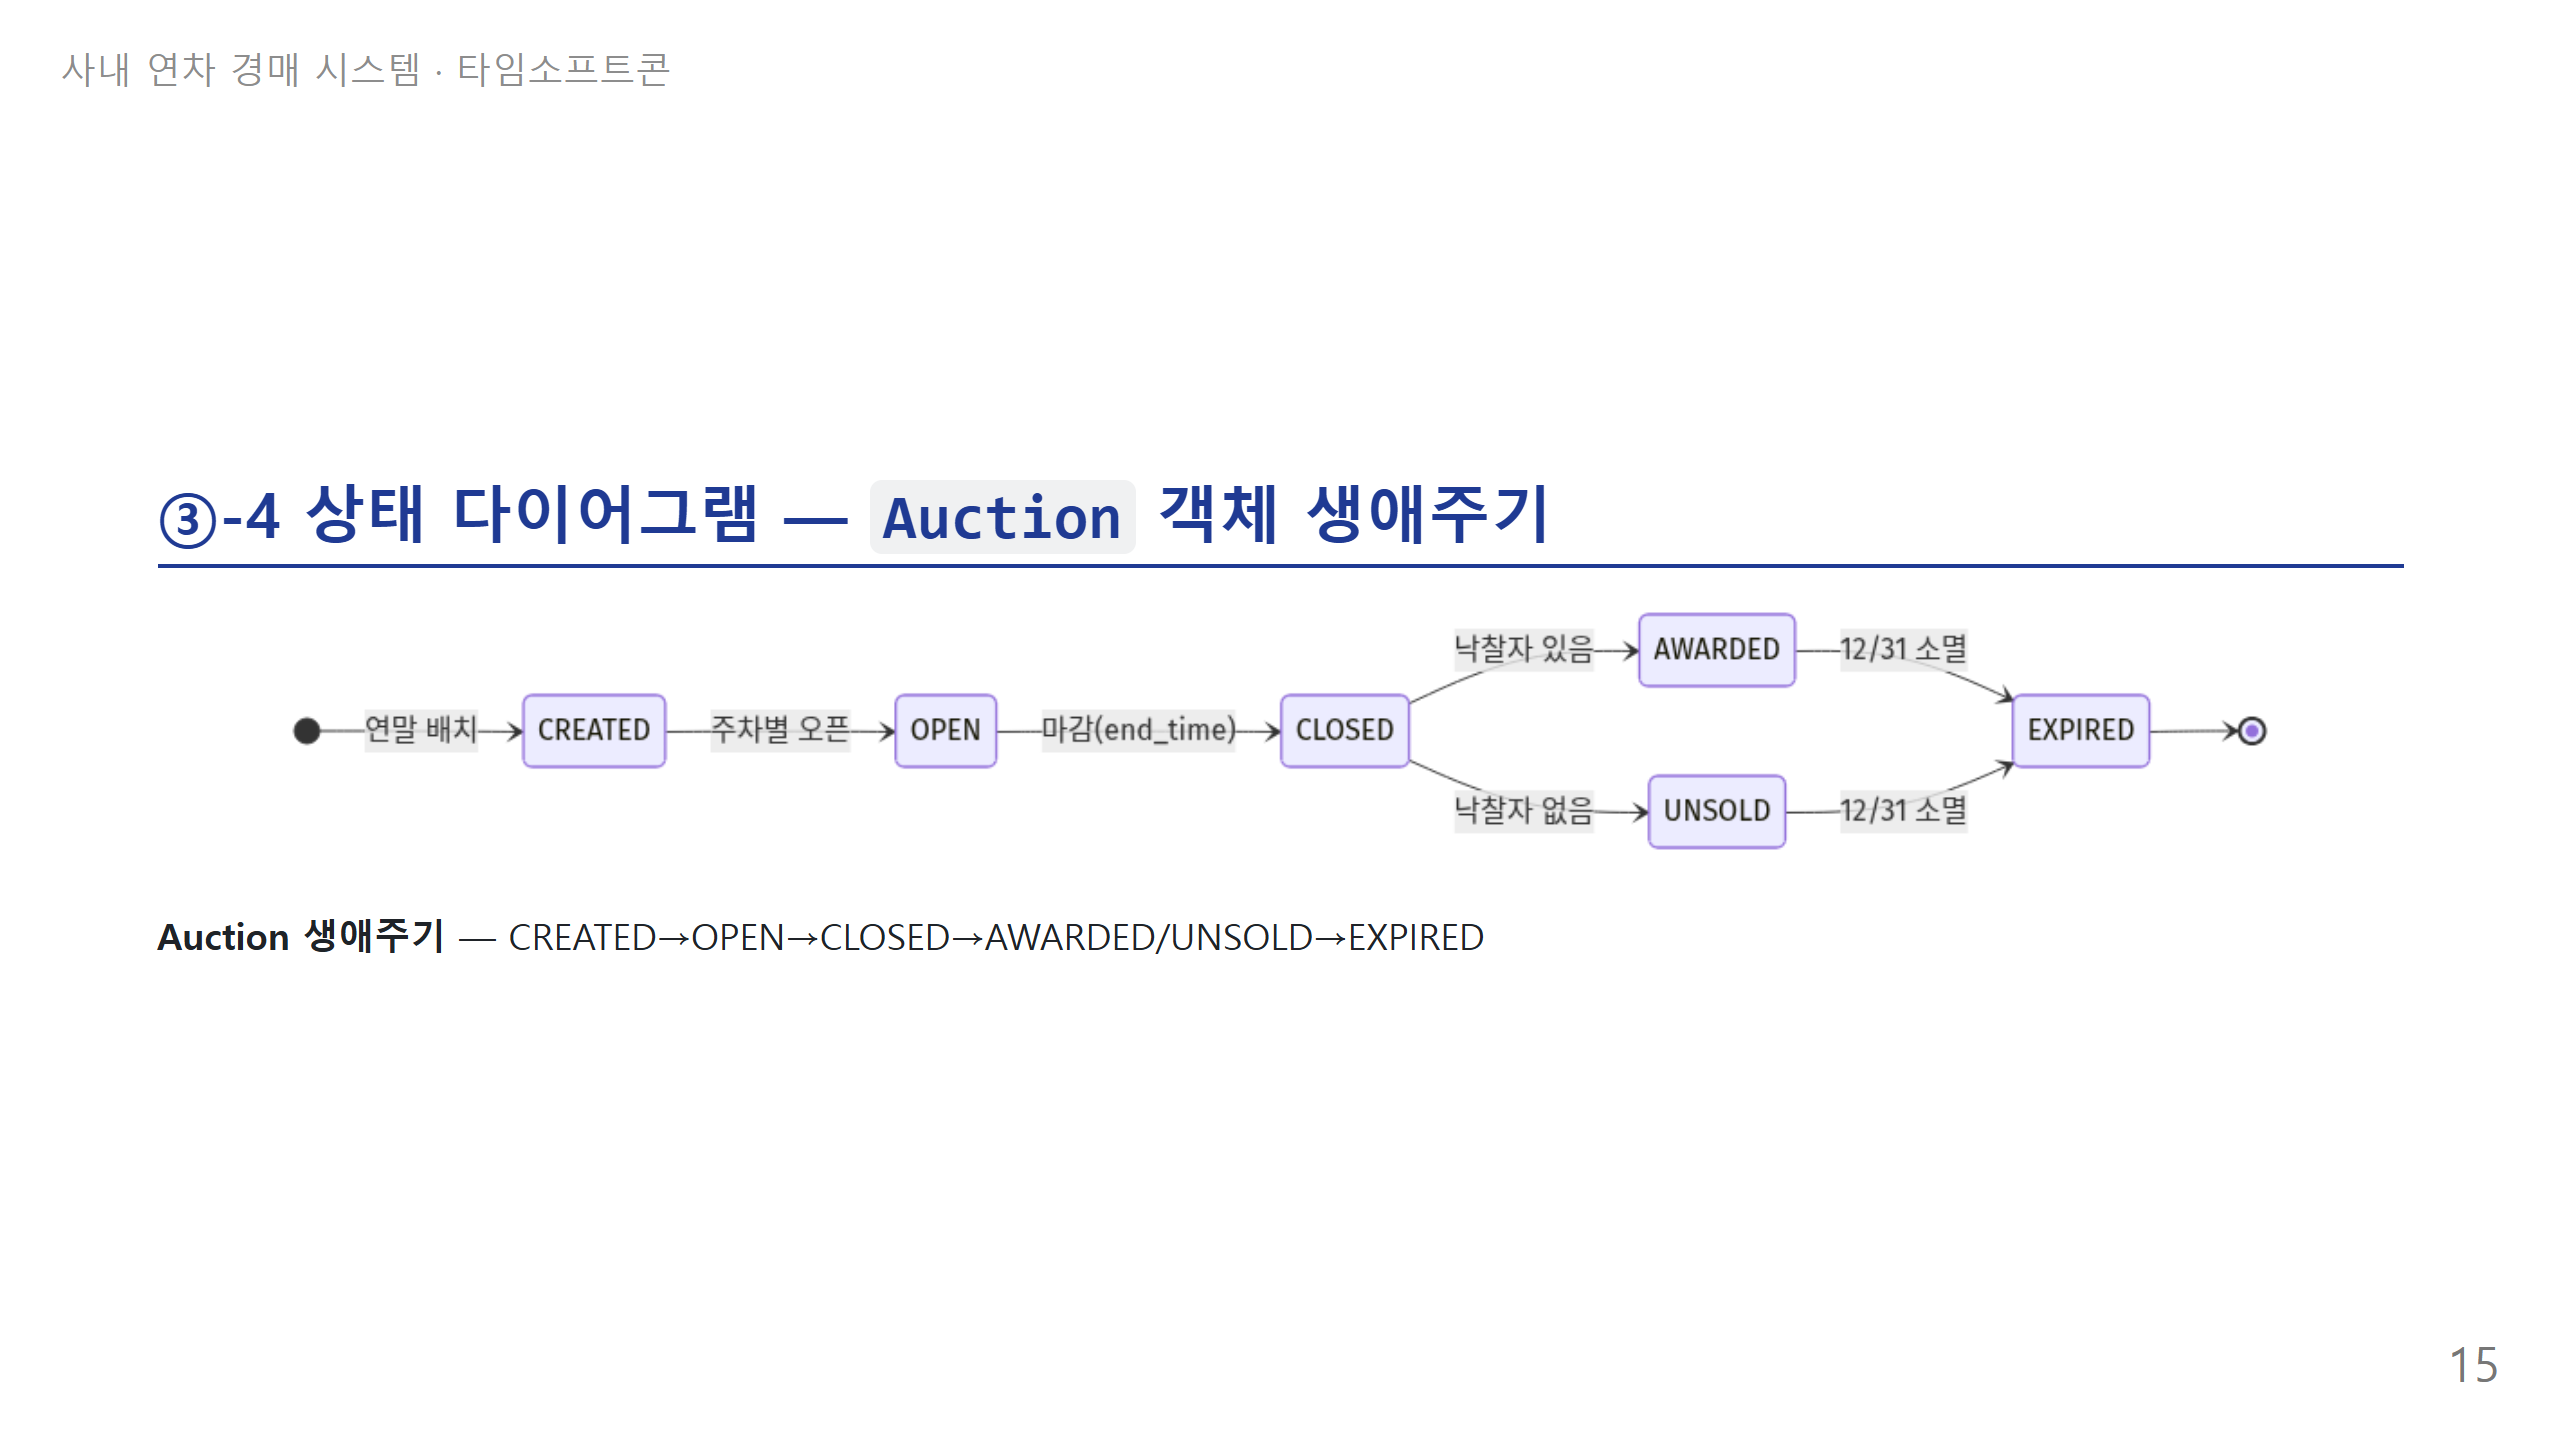 사내 연차 경매 시스템 · 타임소프트콘
③-4 상태 다이어그램 — Auction 객체 생애주기
연말 배치
CREATED
주차별 오픈
OPEN
마감(end_time)
CLOSED
낙찰자 있음
AWARDED
12/31 소멸
낙찰자 없음
UNSOLD
12/31 소멸
EXPIRED
Auction 생애주기 — CREATED→OPEN→CLOSED→AWARDED/UNSOLD→EXPIRED
15